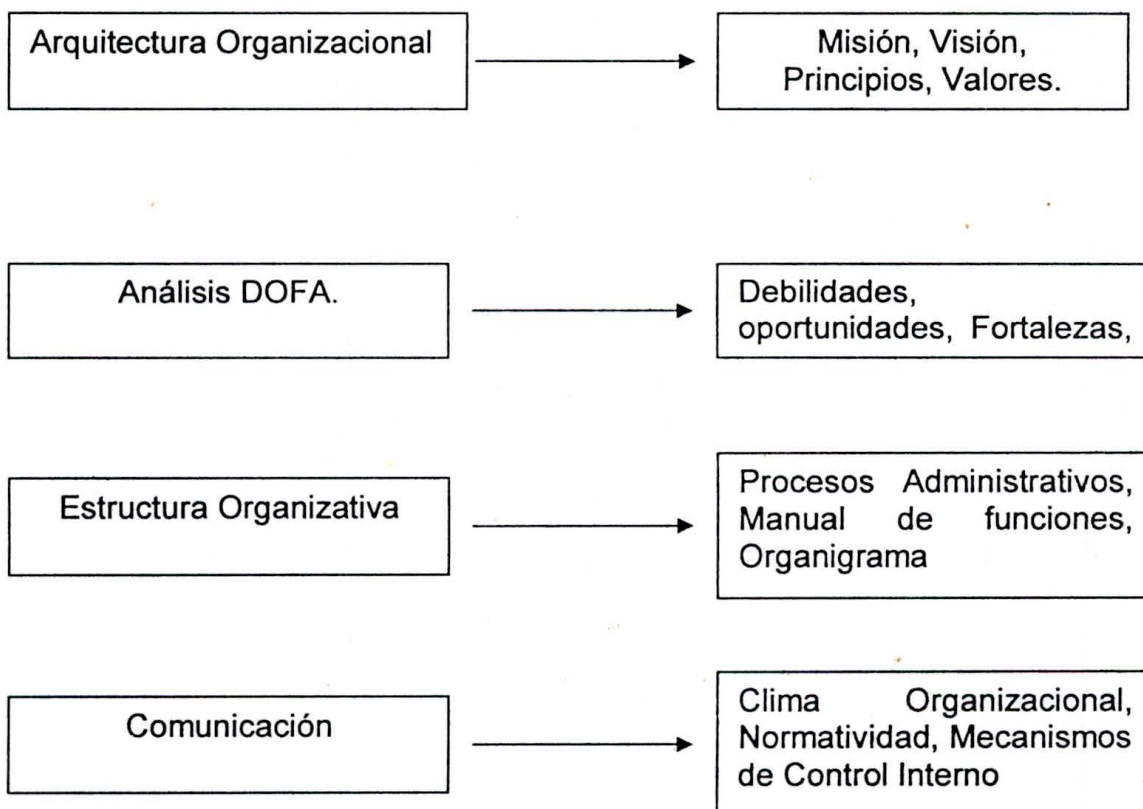 Arquitectura Organizacional
Misión, Visión,
Principios, Valores.
Análisis DOFA.
Debilidades,
oportunidades, Fortalezas,
Estructura Organizativa
Procesos Administrativos,
Manual de funciones,
Organigrama
Comunicación
Clima Organizacional,
Normatividad, Mecanismos
de Control Interno